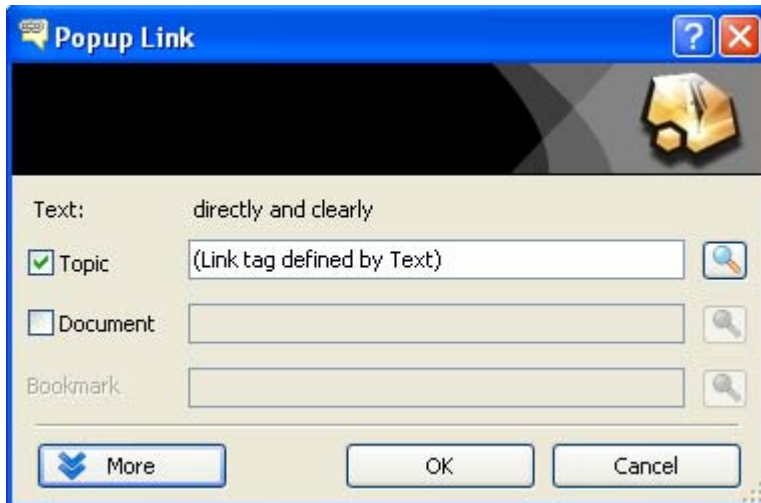 Popup Link
Text: directly and clearly
Topic (Link tag defined by Text)
Document
Bookmark
More OK Cancel